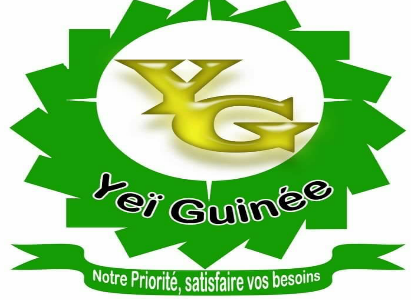 YG
Yeï Guinée
Notre Priorité, satisfaire vos besoins